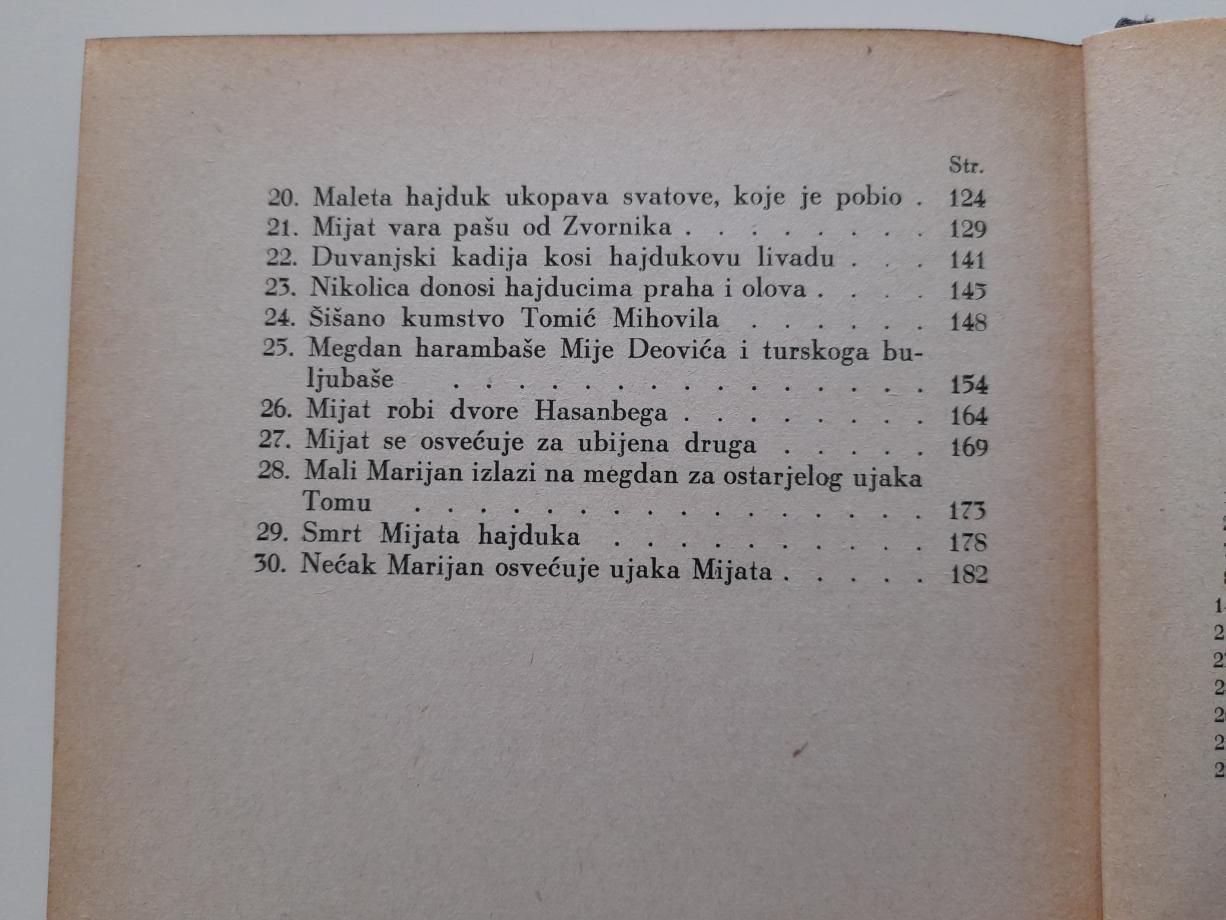 Str.
20. Maleta hajduk ukopava svatove, koje je pobio . 124
21. Mijat vara pašu od Zvornika . . . . . . . . 129
22. Duvanjski kadija kosi hajdukovu livadu . . . 141
23. Nikolica donosi hajducima praha i olova . . . . 145
24. Šišano kumstvo Tomić Mihovila . . . . . . 148
25. Megdan harambaše Mije Deovića i turskoga bu-
ljubaše . . . . . . . . . . . . . . . 154
26. Mijat robi dvore Hasanbega . . . . . . . . 164
27. Mijat se osvećuje za ubijena druga . . . . . 169
28. Mali Marijan izlazi na megdan za ostarjelog ujaka
Tomu . . . . . . . . . . . . . . . . 173
29. Smrt Mijata hajduka . . . . . . . . . . 178
30. Nećak Marijan osvećuje ujaka Mijata . . . . . 182